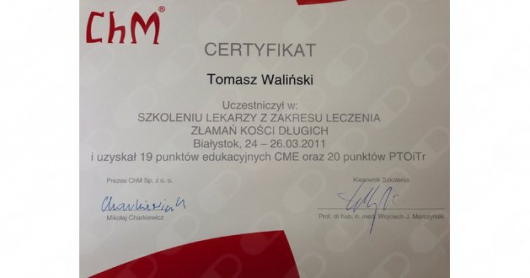 ChM®
CERTYFIKAT
Tomasz Waliński
Uczestniczył w:
SZKOLENIU LEKARZY Z ZAKRESU LECZENIA
ZŁAMAŃ KOŚCI DŁUGICH
Białystok, 24 – 26.03.2011
i uzyskał 19 punktów edukacyjnych CME oraz 20 punktów PTOiTr
Prezes ChM Sp. z o. o.
Kierownik Szkolenia
Charkiewicz M
Mikołaj Charkiewicz
Prof. dr hab. n. med. Wojciech J. Marczyński